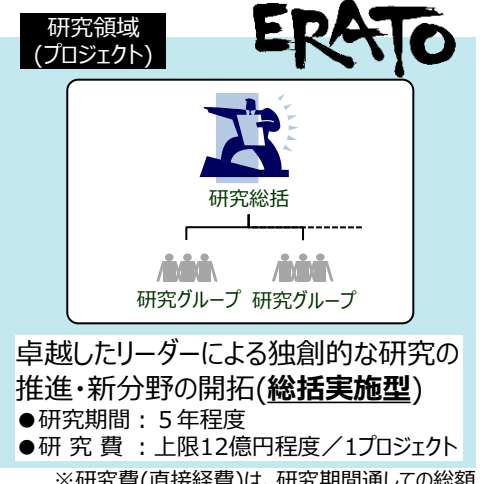 研究領域
(プロジェクト)
ERATO
研究総括
研究グループ 研究グループ
卓越したリーダーによる独創的な研究の
推進・新分野の開拓(総括実施型)
●研究期間：５年程度
●研 究 費 ：上限12億円程度／1プロジェクト
※研究費(直接経費)は、研究期間通しての総額